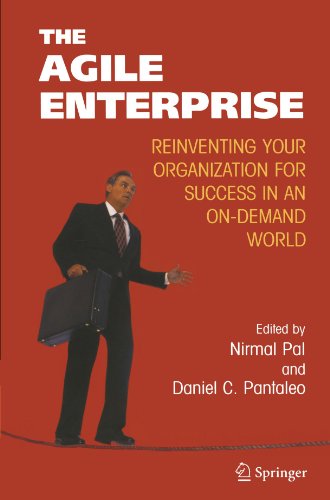 THE
AGILE
ENTERPRISE
REINVENTING YOUR
ORGANIZATION FOR
SUCCESS IN AN
ON-DEMAND
WORLD
Edited by
Nirmal Pal
and
Daniel C. Pantaleo
Springer